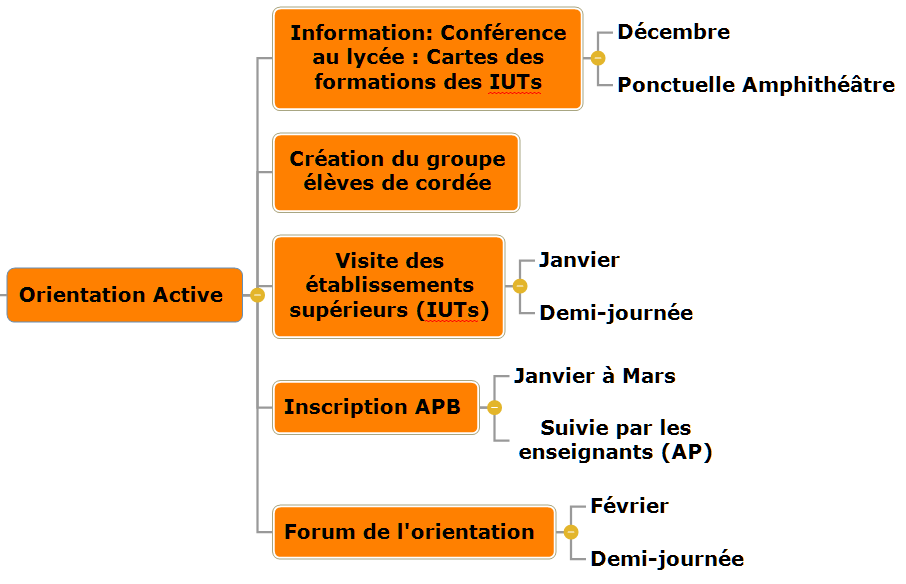 Information: Conférence
au lycée : Cartes des
formations des IUTs
Décembre
Ponctuelle Amphithéâtre
Création du groupe
élèves de cordée
Orientation Active
Visite des
établissements
supérieurs (IUTs)
Janvier
Demi-journée
Inscription APB
Janvier à Mars
Suivie par les
enseignants (AP)
Forum de l'orientation
Février
Demi-journée